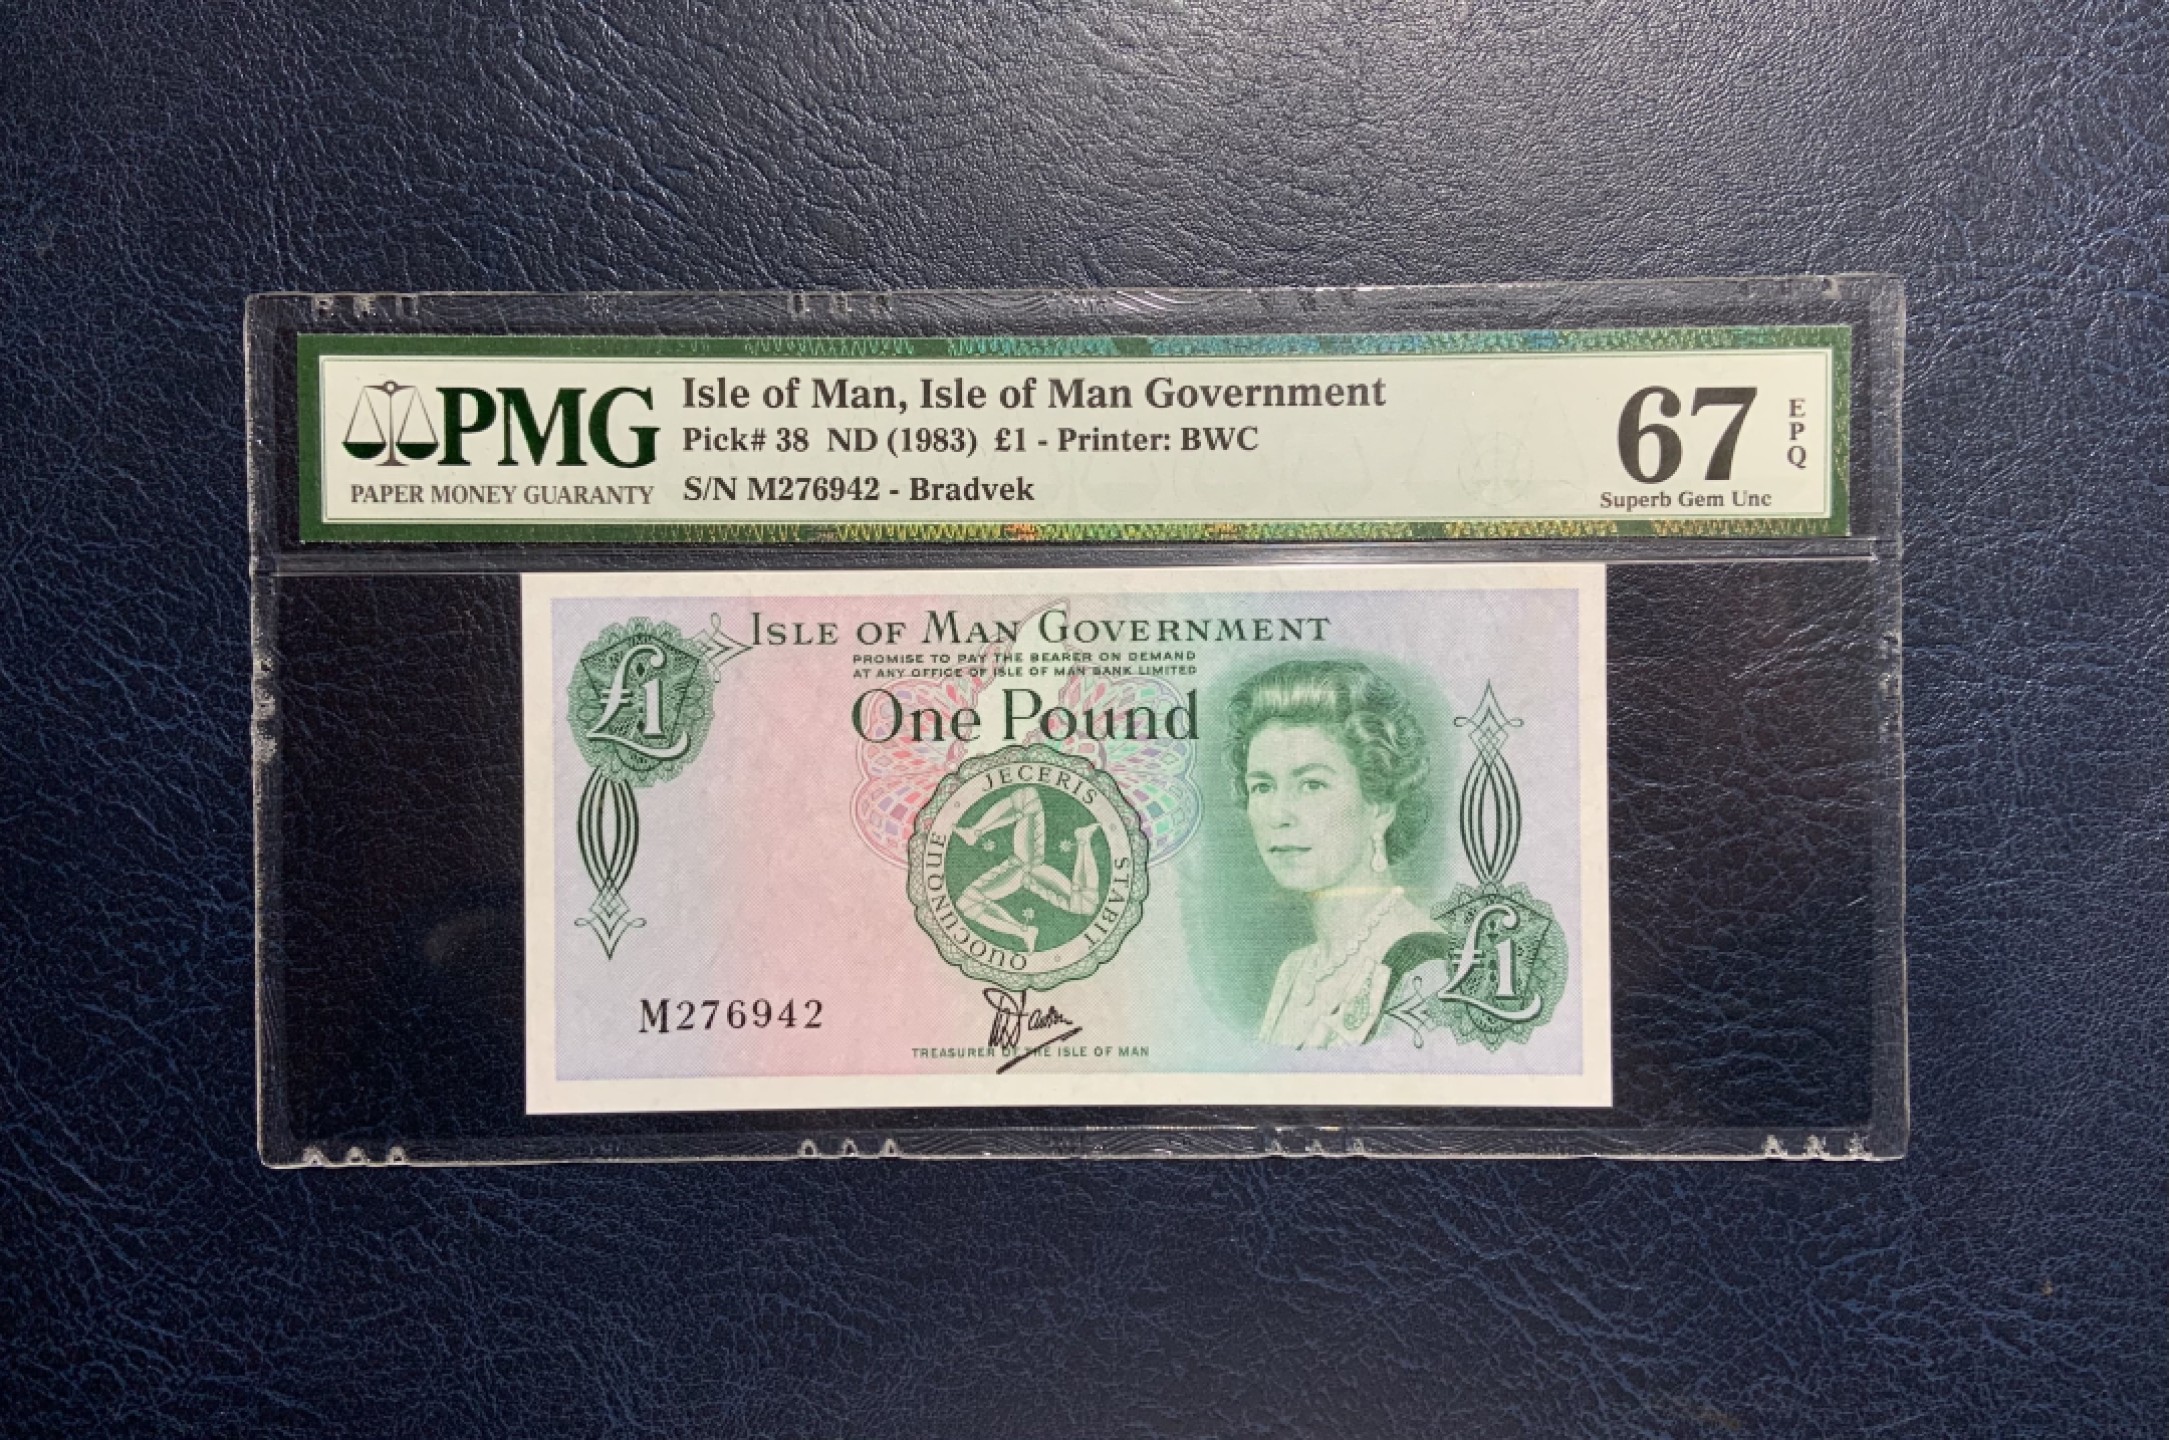 PMG
PAPER MONEY GUARANTY
Isle of Man, Isle of Man Government
Pick# 38 ND (1983) £1 - Printer: BWC
S/N M276942 - Bradvek
67
EPQ
Superb Gem Unc
£1
ISLE OF MAN GOVERNMENT
PROMISE TO PAY THE BEARER ON DEMAND
AT ANY OFFICE OF ISLE OF MAN BANK LIMITED
One Pound
QUOCUNQUE · JECERIS · STABIT ·
£1
M276942
TREASURER OF THE ISLE OF MAN